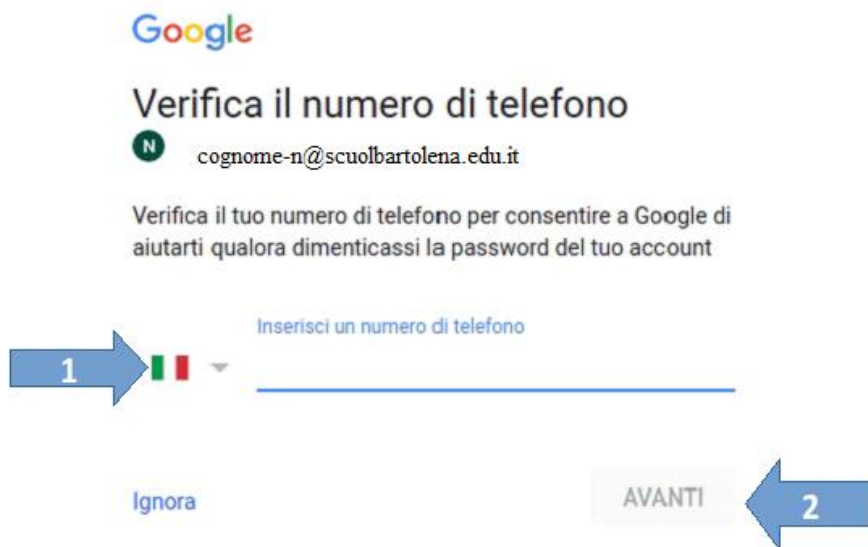 Google
Verifica il numero di telefono
N
cognome-n@scuolbartolena.edu.it
Verifica il tuo numero di telefono per consentire a Google di
aiutarti qualora dimenticassi la password del tuo account
Inserisci un numero di telefono
1
Ignora
AVANTI
2